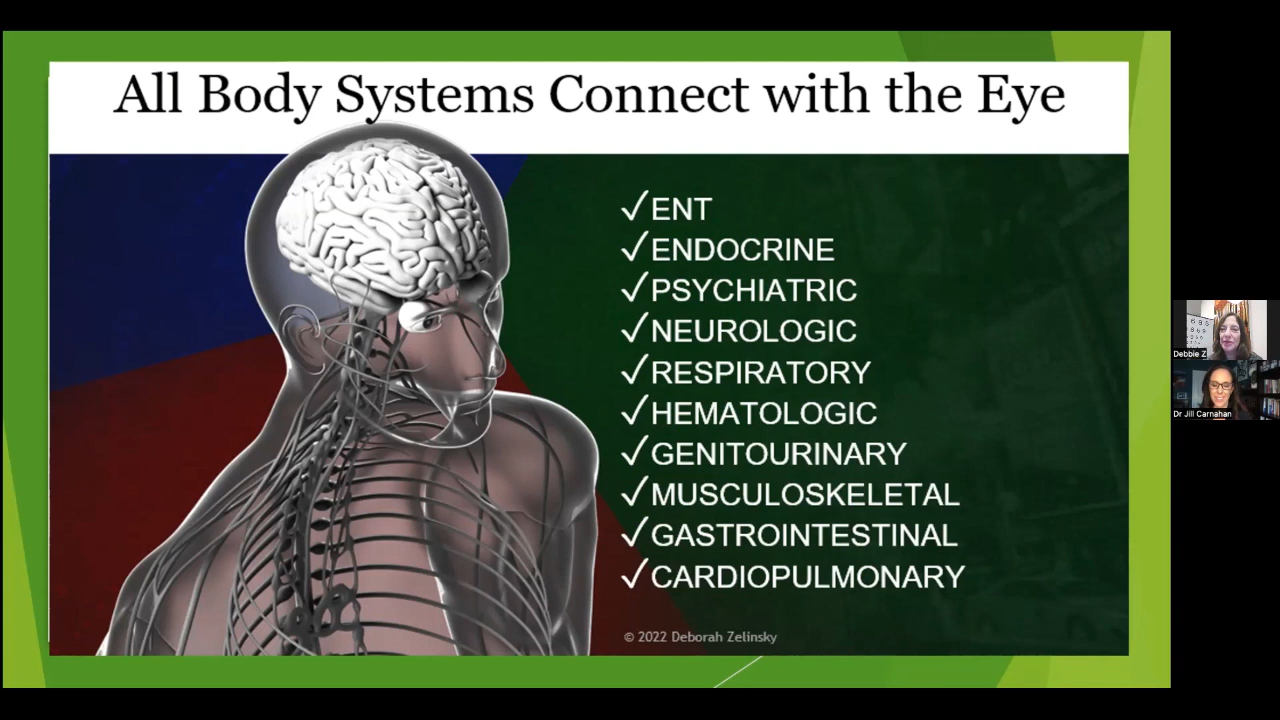 All Body Systems Connect with the Eye
✓ENT
✓ENDOCRINE
✓PSYCHIATRIC
✓NEUROLOGIC
✓RESPIRATORY
✓HEMATOLOGIC
✓GENITOURINARY
✓MUSCULOSKELETAL
✓GASTROINTESTINAL
✓CARDIOPULMONARY
© 2022 Deborah Zelinsky
Debbie Z
Dr Jill Carnahan